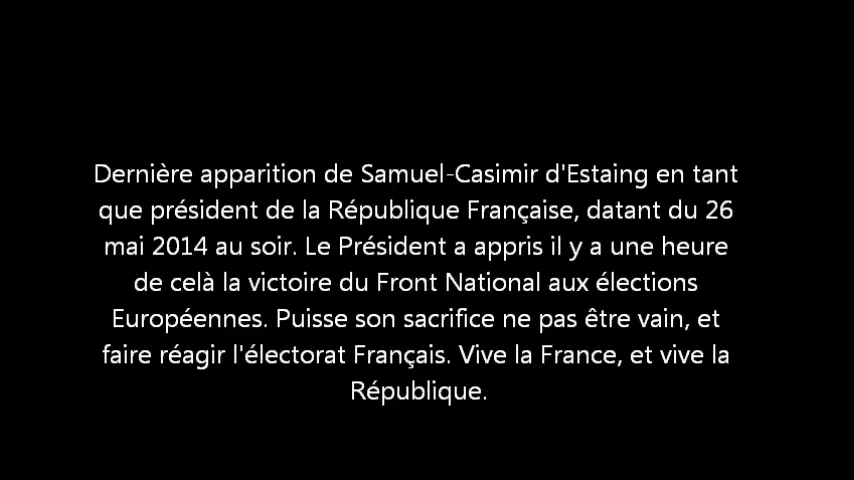 Dernière apparition de Samuel-Casimir d'Estaing en tant
que président de la République Française, datant du 26
mai 2014 au soir. Le Président a appris il y a une heure
de celà la victoire du Front National aux élections
Européennes. Puisse son sacrifice ne pas être vain, et
faire réagir l'électorat Français. Vive la France, et vive la
République.